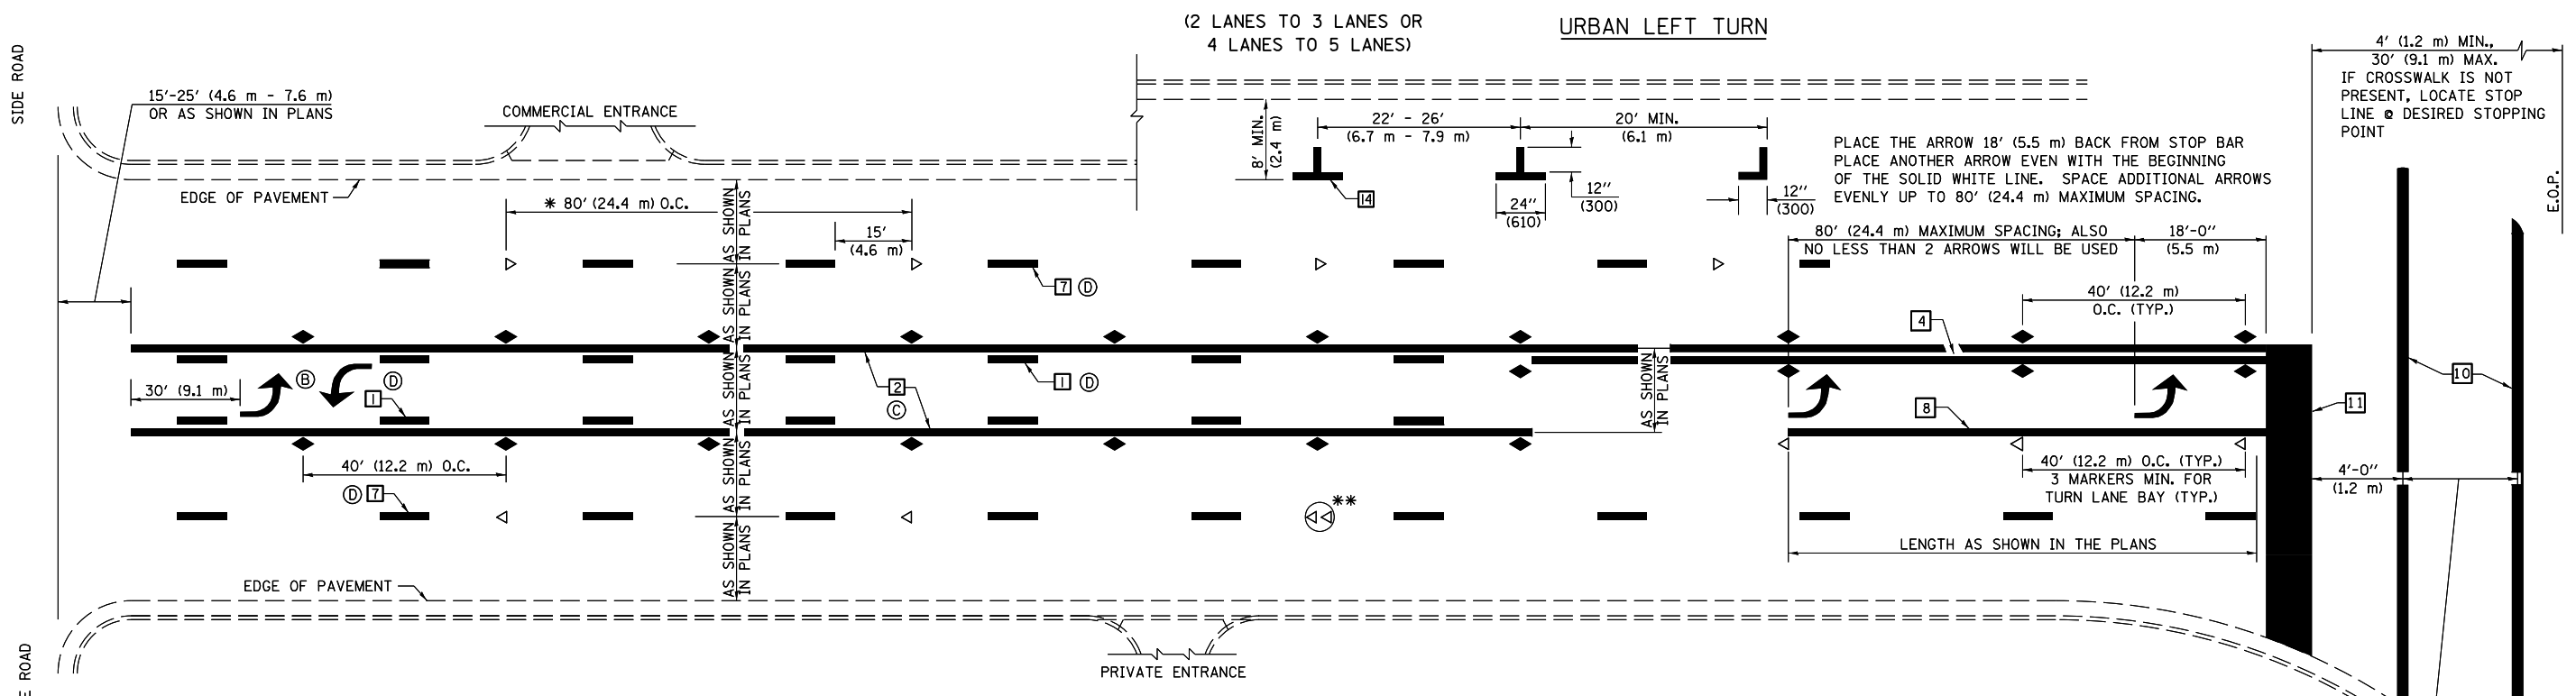 (2 LANES TO 3 LANES OR
4 LANES TO 5 LANES)
URBAN LEFT TURN
SIDE ROAD
15'-25' (4.6 m - 7.6 m)
OR AS SHOWN IN PLANS
COMMERCIAL ENTRANCE
EDGE OF PAVEMENT
* 80' (24.4 m) O.C.
15'
(4.6 m)
AS SHOWN
IN PLANS
8' MIN.
(2.4 m)
22' - 26'
(6.7 m - 7.9 m)
20' MIN.
(6.1 m)
14
24"
(610)
12"
(300)
12"
(300)
PLACE THE ARROW 18' (5.5 m) BACK FROM STOP BAR
PLACE ANOTHER ARROW EVEN WITH THE BEGINNING
OF THE SOLID WHITE LINE. SPACE ADDITIONAL ARROWS
EVENLY UP TO 80' (24.4 m) MAXIMUM SPACING.
4' (1.2 m) MIN.,
30' (9.1 m) MAX.
IF CROSSWALK IS NOT
PRESENT, LOCATE STOP
LINE @ DESIRED STOPPING
POINT
E.O.P.
80' (24.4 m) MAXIMUM SPACING; ALSO
NO LESS THAN 2 ARROWS WILL BE USED
18'-0"
(5.5 m)
7 D
AS SHOWN
IN PLANS
40' (12.2 m)
O.C. (TYP.)
4
30' (9.1 m)
B
D
1
AS SHOWN
IN PLANS
2
C
1 D
AS SHOWN
IN PLANS
8
10
11
40' (12.2 m) O.C.
D 7
AS SHOWN
IN PLANS
**
40' (12.2 m) O.C. (TYP.)
3 MARKERS MIN. FOR
TURN LANE BAY (TYP.)
4'-0"
(1.2 m)
AS SHOWN
IN PLANS
LENGTH AS SHOWN IN THE PLANS
EDGE OF PAVEMENT
PRIVATE ENTRANCE
E ROAD